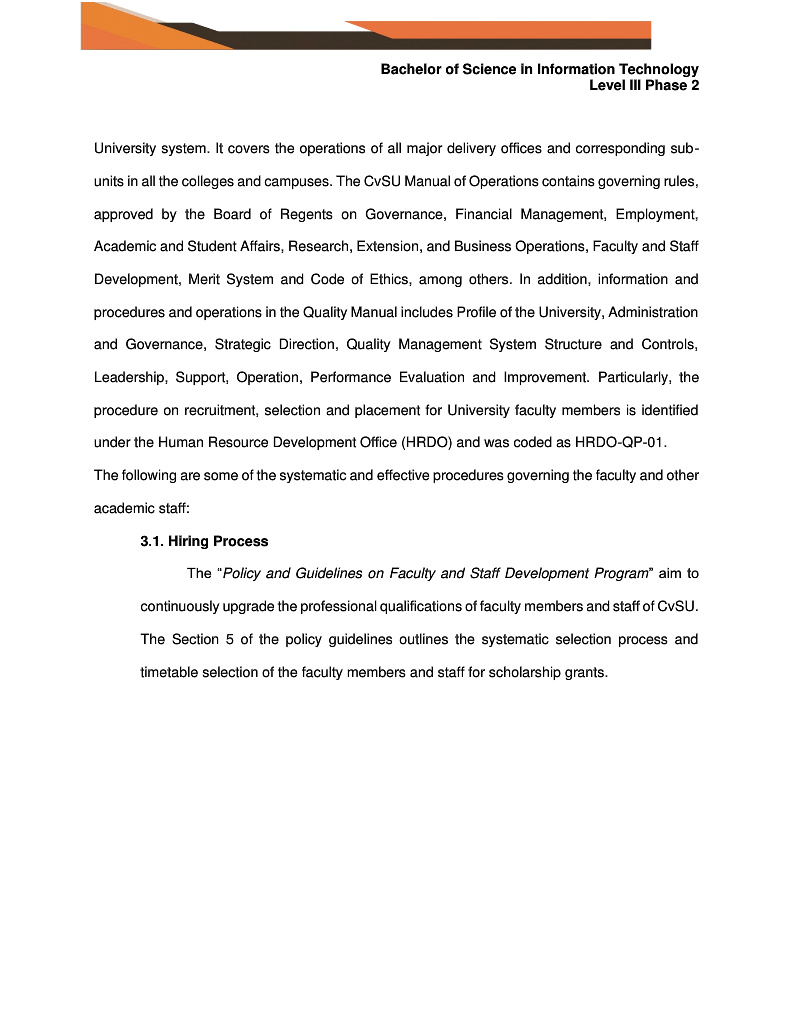 Bachelor of Science in Information Technology
Level III Phase 2
University system. It covers the operations of all major delivery offices and corresponding sub-
units in all the colleges and campuses. The CvSU Manual of Operations contains governing rules,
approved by the Board of Regents on Governance, Financial Management, Employment,
Academic and Student Affairs, Research, Extension, and Business Operations, Faculty and Staff
Development, Merit System and Code of Ethics, among others. In addition, information and
procedures and operations in the Quality Manual includes Profile of the University, Administration
and Governance, Strategic Direction, Quality Management System Structure and Controls,
Leadership, Support, Operation, Performance Evaluation and Improvement. Particularly, the
procedure on recruitment, selection and placement for University faculty members is identified
under the Human Resource Development Office (HRDO) and was coded as HRDO-QP-01.
The following are some of the systematic and effective procedures governing the faculty and other
academic staff:
3.1. Hiring Process
The “Policy and Guidelines on Faculty and Staff Development Program” aim to
continuously upgrade the professional qualifications of faculty members and staff of CvSU.
The Section 5 of the policy guidelines outlines the systematic selection process and
timetable selection of the faculty members and staff for scholarship grants.